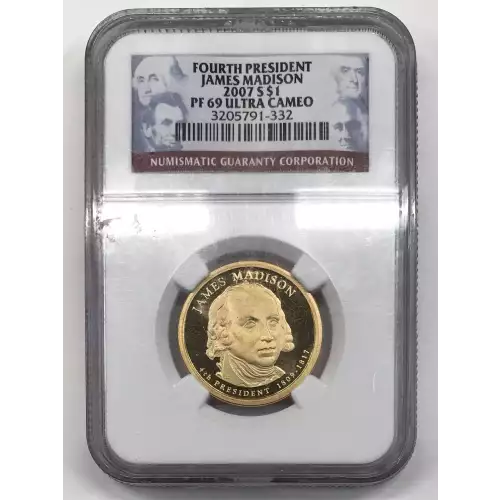 FOURTH PRESIDENT
JAMES MADISON
2007 S $1
PF 69 ULTRA CAMEO
3205791-332
NUMISMATIC GUARANTY CORPORATION
JAMES MADISON
4th PRESIDENT 1809-1817